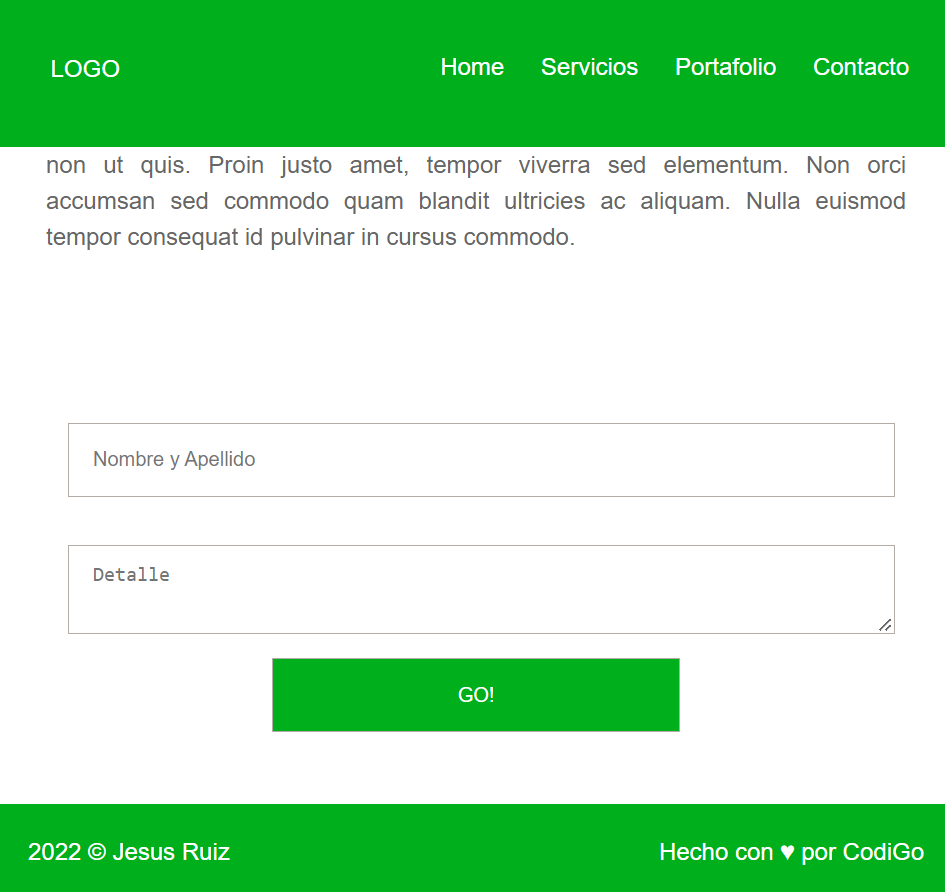 LOGO Home Servicios Portafolio Contacto
non ut quis. Proin justo amet, tempor viverra sed elementum. Non orci
accumsan sed commodo quam blandit ultricies ac aliquam. Nulla euismod
tempor consequat id pulvinar in cursus commodo.
Nombre y Apellido
Detalle
GO!
2022 © Jesus Ruiz Hecho con ♥ por CodiGo